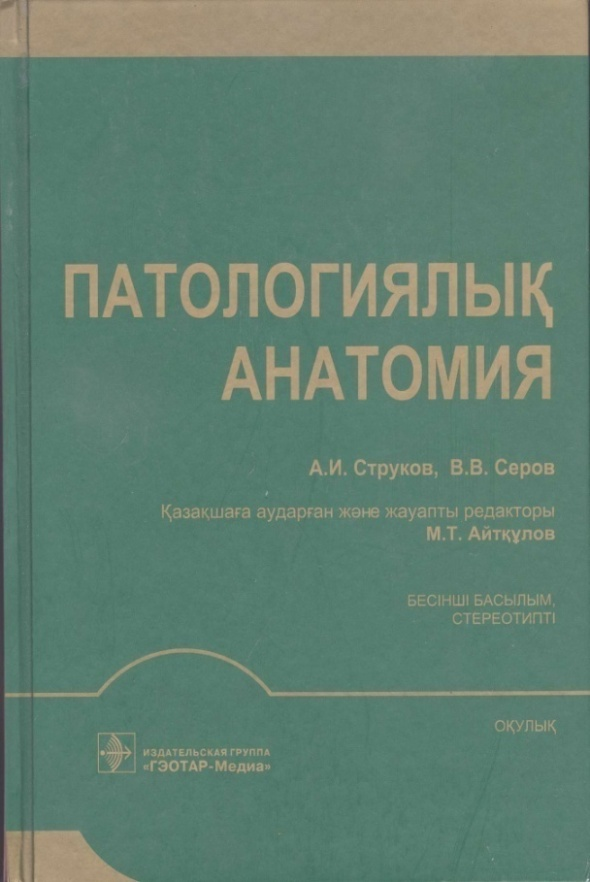 ПАТОЛОГИЯЛЫҚ
АНАТОМИЯ
А.И. Струков, В.В. Серов
Қазақшаға аударған және жауапты редакторы
М.Т. Айтқұлов
БЕСІНШІ БАСЫЛЫМ,
СТЕРЕОТИПТІ
ОҚУЛЫҚ
ИЗДАТЕЛЬСКАЯ ГРУППА
«ГЭОТАР-Медиа»